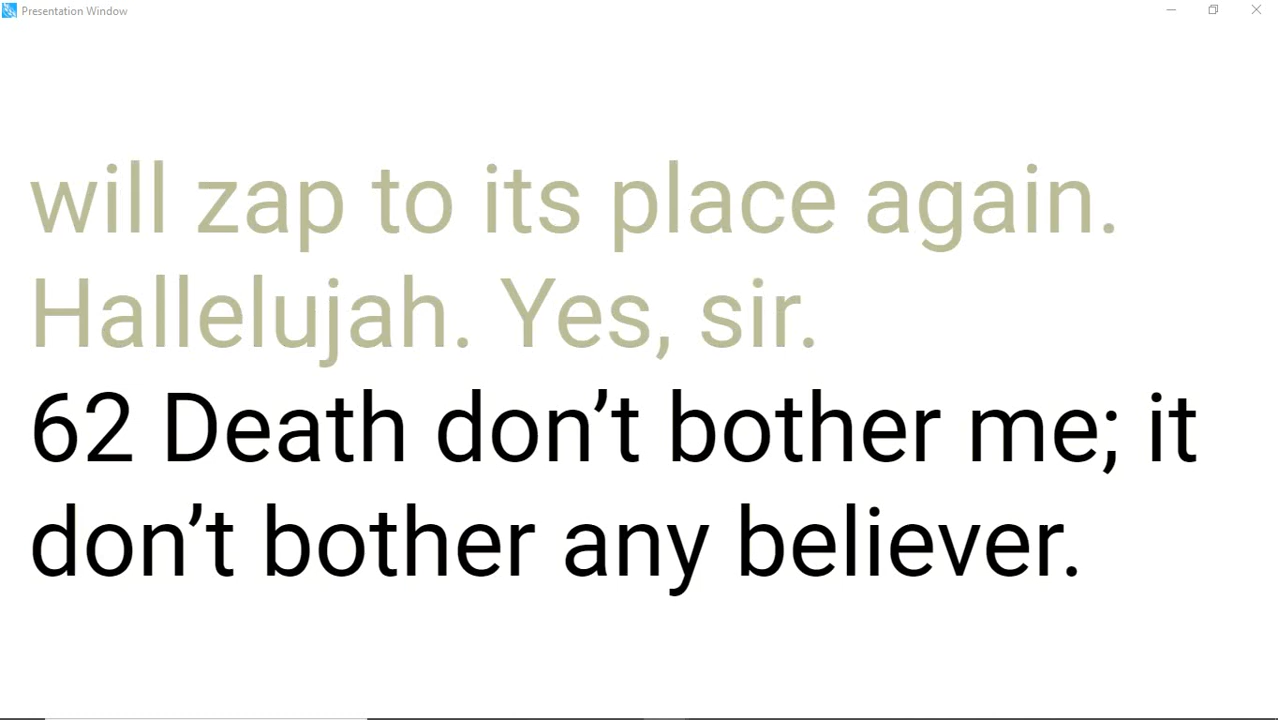 Presentation Window
will zap to its place again.
Hallelujah. Yes, sir.
62 Death don’t bother me; it
don’t bother any believer.